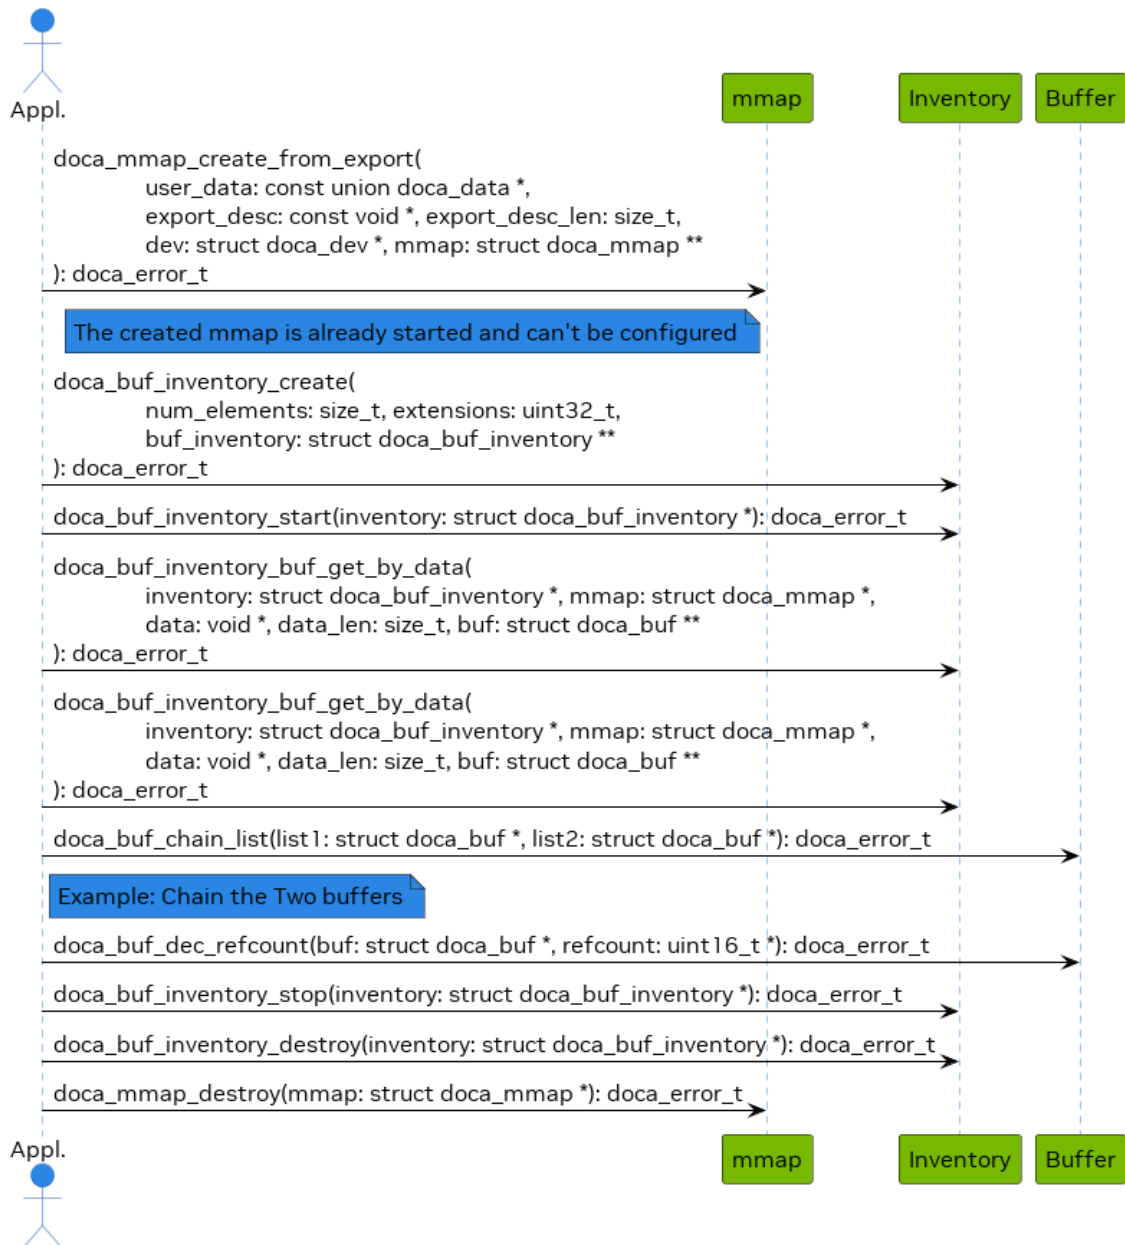 Appl.
mmap
Inventory
Buffer
doca_mmap_create_from_export(
user_data: const union doca_data *,
export_desc: const void *, export_desc_len: size_t,
dev: struct doca_dev *, mmap: struct doca_mmap **
): doca_error_t
The created mmap is already started and can't be configured
doca_buf_inventory_create(
num_elements: size_t, extensions: uint32_t,
buf_inventory: struct doca_buf_inventory **
): doca_error_t
doca_buf_inventory_start(inventory: struct doca_buf_inventory *): doca_error_t
doca_buf_inventory_buf_get_by_data(
inventory: struct doca_buf_inventory *, mmap: struct doca_mmap *,
data: void *, data_len: size_t, buf: struct doca_buf **
): doca_error_t
doca_buf_inventory_buf_get_by_data(
inventory: struct doca_buf_inventory *, mmap: struct doca_mmap *,
data: void *, data_len: size_t, buf: struct doca_buf **
): doca_error_t
doca_buf_chain_list(list1: struct doca_buf *, list2: struct doca_buf *): doca_error_t
Example: Chain the Two buffers
doca_buf_dec_refcount(buf: struct doca_buf *, refcount: uint16_t *): doca_error_t
doca_buf_inventory_stop(inventory: struct doca_buf_inventory *): doca_error_t
doca_buf_inventory_destroy(inventory: struct doca_buf_inventory *): doca_error_t
doca_mmap_destroy(mmap: struct doca_mmap *): doca_error_t
Appl.
mmap
Inventory
Buffer